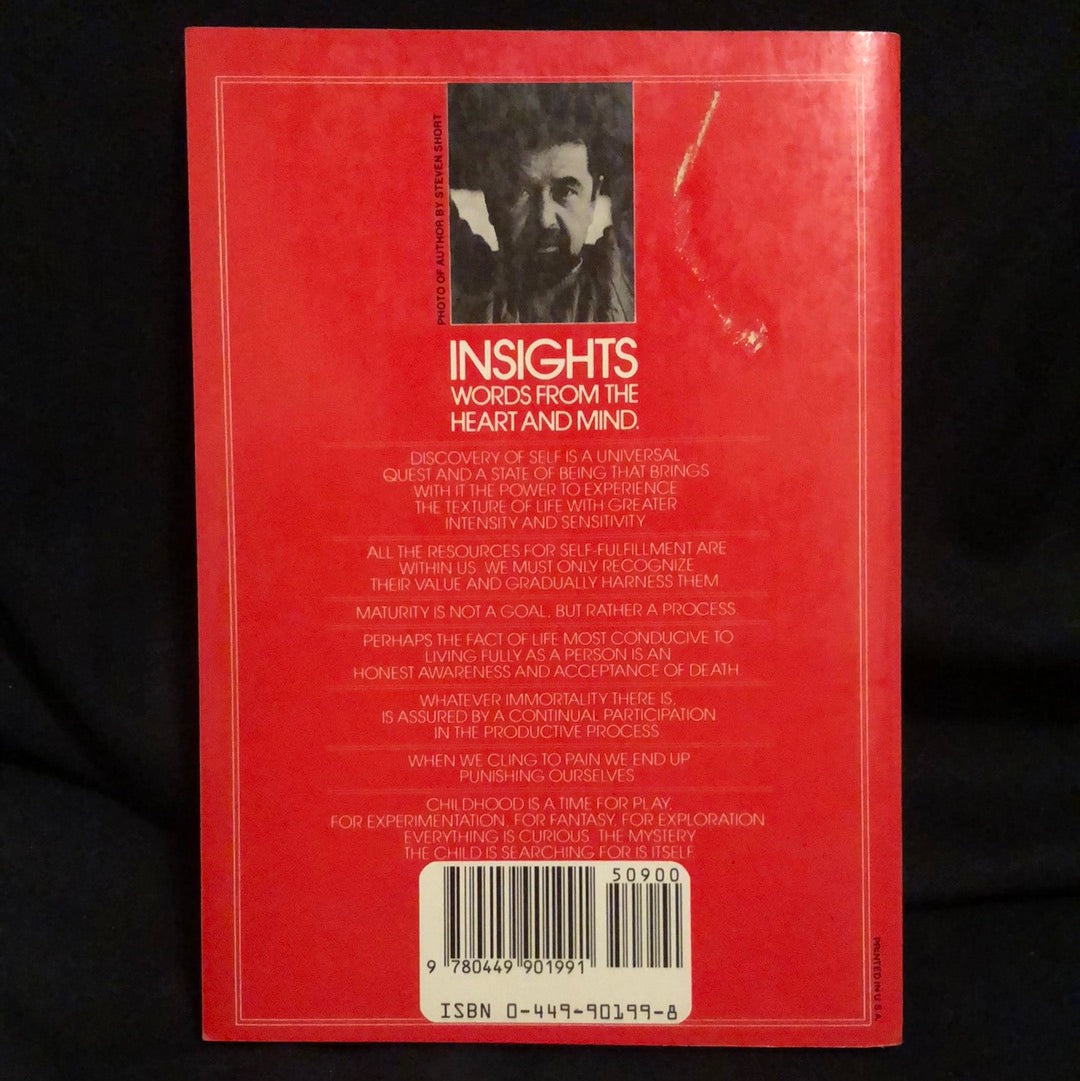 PHOTO OF AUTHOR BY STEVEN SHORT
INSIGHTS
WORDS FROM THE
HEART AND MIND.
DISCOVERY OF SELF IS A UNIVERSAL
QUEST AND A STATE OF BEING THAT BRINGS
WITH IT THE POWER TO EXPERIENCE
THE TEXTURE OF LIFE WITH GREATER
INTENSITY AND SENSITIVITY
ALL THE RESOURCES FOR SELF-FULFILLMENT ARE
WITHIN US. WE MUST ONLY RECOGNIZE
THEIR VALUE AND GRADUALLY HARNESS THEM
MATURITY IS NOT A GOAL, BUT RATHER A PROCESS.
PERHAPS THE FACT OF LIFE MOST CONDUCIVE TO
LIVING FULLY AS A PERSON IS AN
HONEST AWARENESS AND ACCEPTANCE OF DEATH
WHATEVER IMMORTALITY THERE IS,
IS ASSURED BY A CONTINUAL PARTICIPATION
IN THE PRODUCTIVE PROCESS.
WHEN WE CLING TO PAIN WE END UP
PUNISHING OURSELVES
CHILDHOOD IS A TIME FOR PLAY,
FOR EXPERIMENTATION, FOR FANTASY, FOR EXPLORATION
EVERYTHING IS CURIOUS. THE MYSTERY
THE CHILD IS SEARCHING FOR IS ITSELF
50900
9 780449 901991
ISBN 0-449-90199-8
PRINTED IN U.S.A.